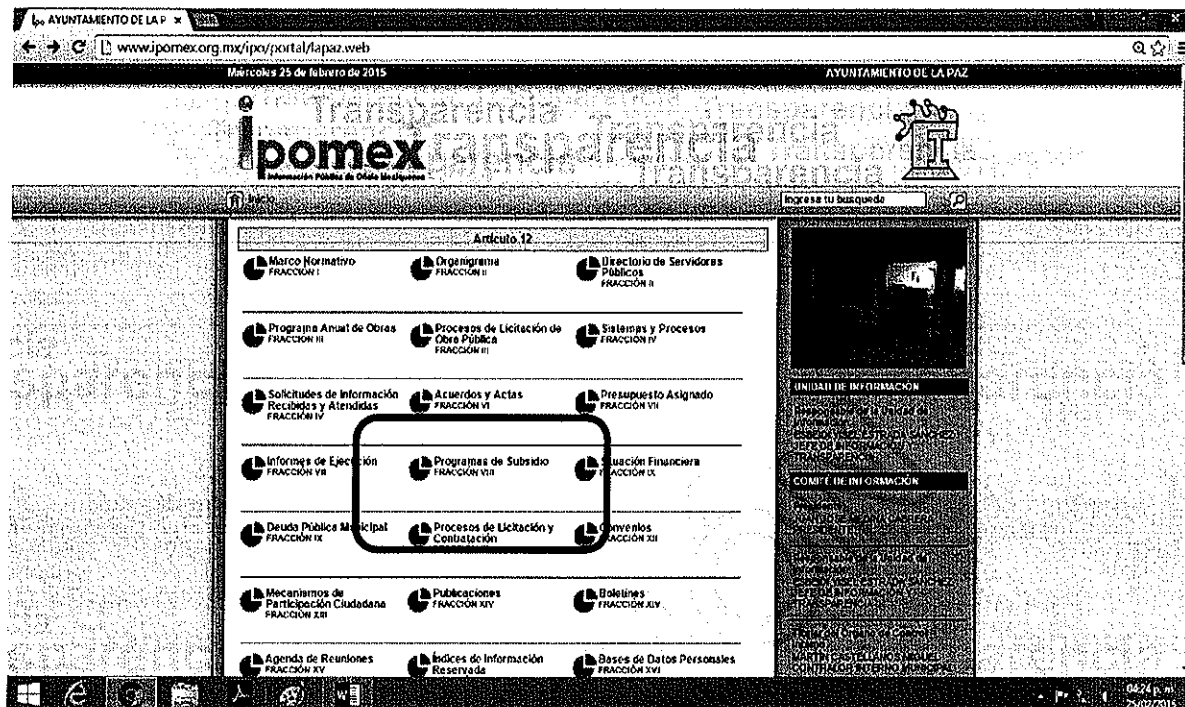 AYUNTAMIENTO DE LA P
www.ipomex.org.mx/ipo/portal/lapaz.web
Miércoles 25 de febrero de 2015
AYUNTAMIENTO DE LA PAZ
Transparencia
ipomex
Información Pública de Oficio Mexiquense
transparencia
Transparencia
Inicio
Ingresa tu busqueda
Artículo 12
Marco Normativo
FRACCIÓN I
Organigrama
FRACCIÓN II
Directorio de Servidores
Públicos
FRACCIÓN II
Programa Anual de Obras
FRACCIÓN III
Procesos de Licitación de
Obra Pública
FRACCIÓN III
Sistemas y Procesos
FRACCIÓN IV
Solicitudes de Información
Recibidas y Atendidas
FRACCIÓN IV
Acuerdos y Actas
FRACCIÓN VI
Presupuesto Asignado
FRACCIÓN VII
Informes de Ejecución
FRACCIÓN VII
Programas de Subsidio
FRACCIÓN VIII
Situación Financiera
FRACCIÓN IX
Deuda Pública Municipal
FRACCIÓN IX
Procesos de Licitación y
Contratación
Convenios
FRACCIÓN XII
Mecanismos de
Participación Ciudadana
FRACCIÓN XIII
Publicaciones
FRACCIÓN XIV
Boletines
FRACCIÓN XIV
Agenda de Reuniones
FRACCIÓN XV
Índices de Información
Reservada
Bases de Datos Personales
FRACCIÓN XVI
UNIDAD DE INFORMACIÓN
COMITÉ DE INFORMACIÓN
04:24 p. m.
25/02/2015